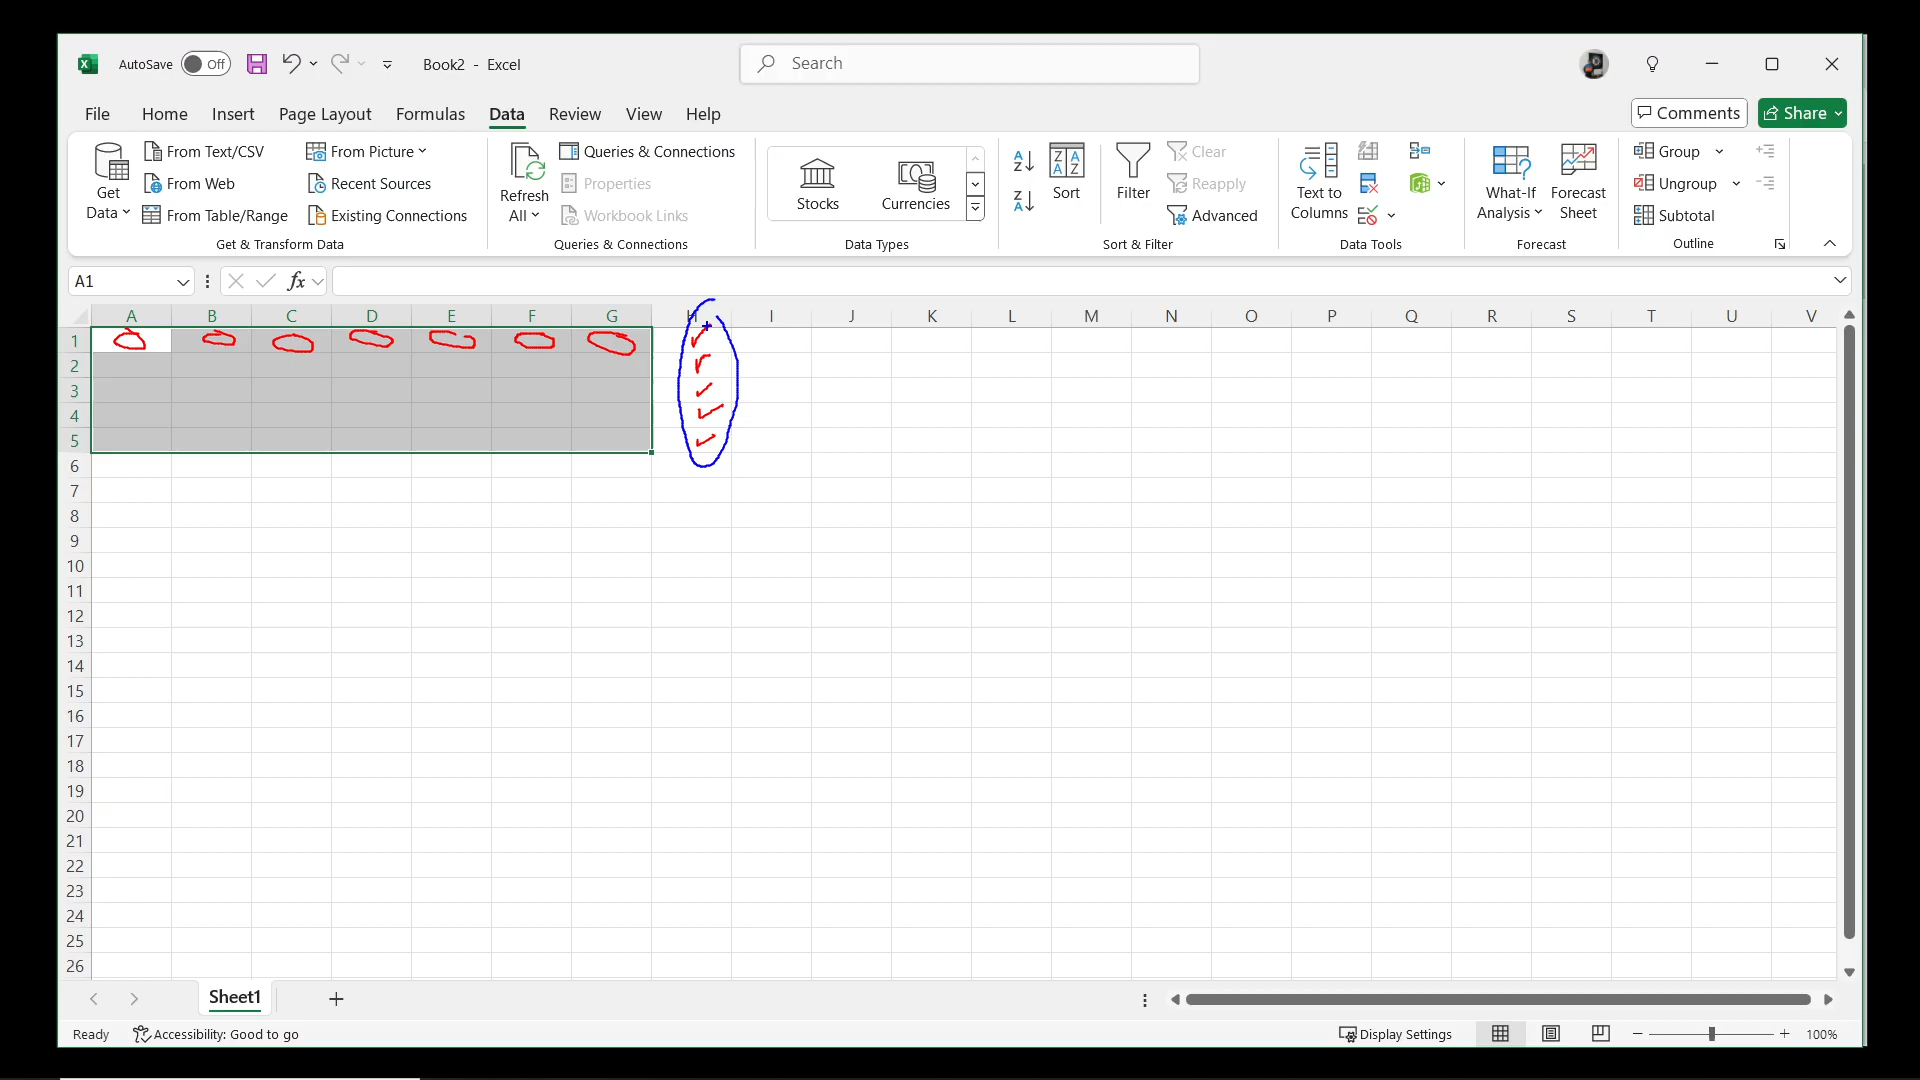 AutoSave Off Book2 - Excel Search
File Home Insert Page Layout Formulas Data Review View Help Comments Share
Get Data
From Text/CSV
From Web
From Table/Range
From Picture
Recent Sources
Existing Connections
Get & Transform Data
Refresh All
Queries & Connections
Properties
Workbook Links
Queries & Connections
Stocks Currencies
Data Types
Sort
Filter
Clear
Reapply
Advanced
Sort & Filter
Text to Columns
Data Tools
What-If Analysis
Forecast Sheet
Forecast
Group
Ungroup
Subtotal
Outline
A1 fx
A B C D E F G H I J K L M N O P Q R S T U V
1
2
3
4
5
6
7
8
9
10
11
12
13
14
15
16
17
18
19
20
21
22
23
24
25
26
Sheet1
Ready Accessibility: Good to go Display Settings 100%